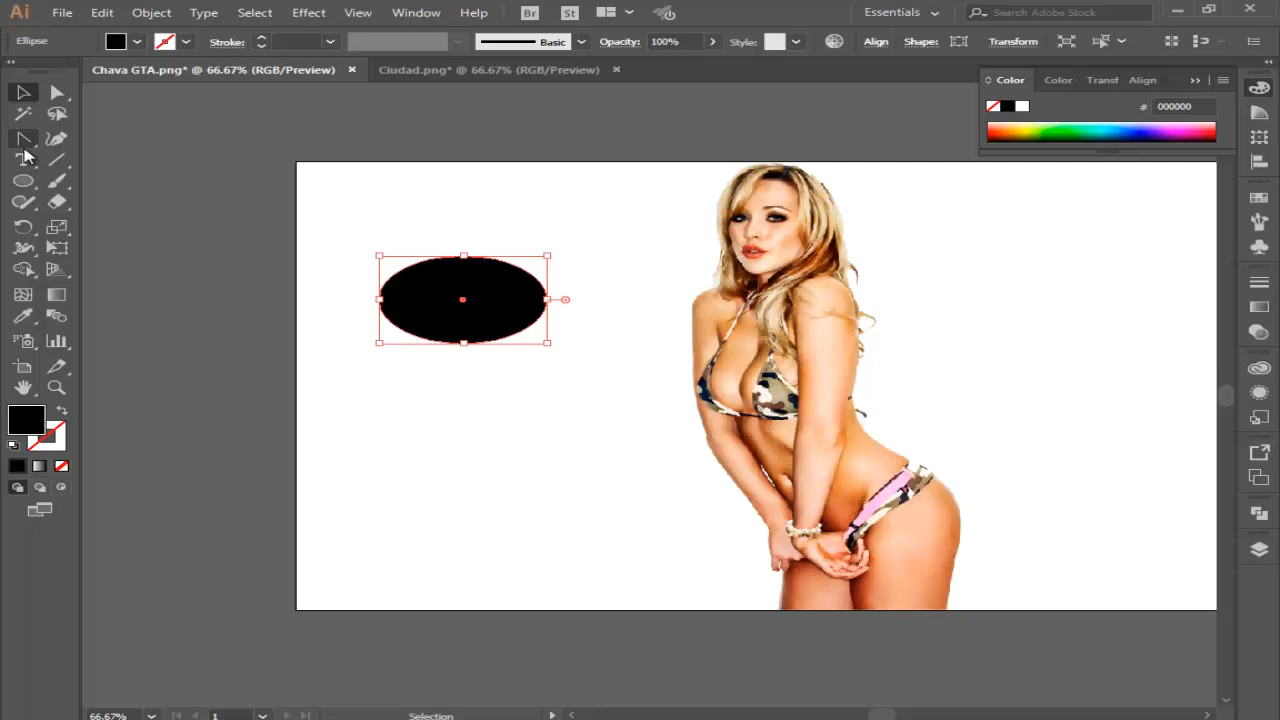 Ai File Edit Object Type Select Effect View Window Help Br St Essentials Search Adobe Stock
Ellipse Stroke: Basic Opacity: 100% Style: Align Shape: Transform
Chava GTA.png* @ 66.67% (RGB/Preview) × Ciudad.png* @ 66.67% (RGB/Preview) ×
Color Color Transf Align
# 000000
66.67% 1 Selection